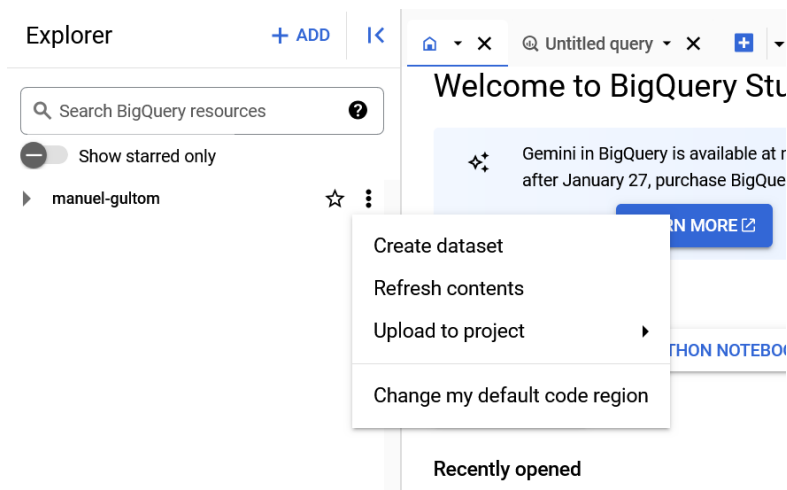 Explorer
+ ADD
Untitled query
Welcome to BigQuery Stu
Search BigQuery resources
Show starred only
Gemini in BigQuery is available at
after January 27, purchase BigQue
manuel-gultom
RN MORE
Create dataset
Refresh contents
Upload to project
THON NOTEBOO
Change my default code region
Recently opened